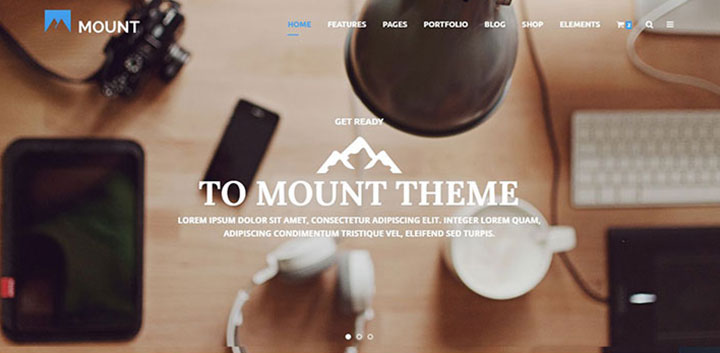 MOUNT
HOME FEATURES PAGES PORTFOLIO BLOG SHOP ELEMENTS 2
GET READY
TO MOUNT THEME
LOREM IPSUM DOLOR SIT AMET, CONSECTETUR ADIPISCING ELIT. INTEGER LOREM QUAM,
ADIPISCING CONDIMENTUM TRISTIQUE VEL, ELEIFEND SED TURPIS.